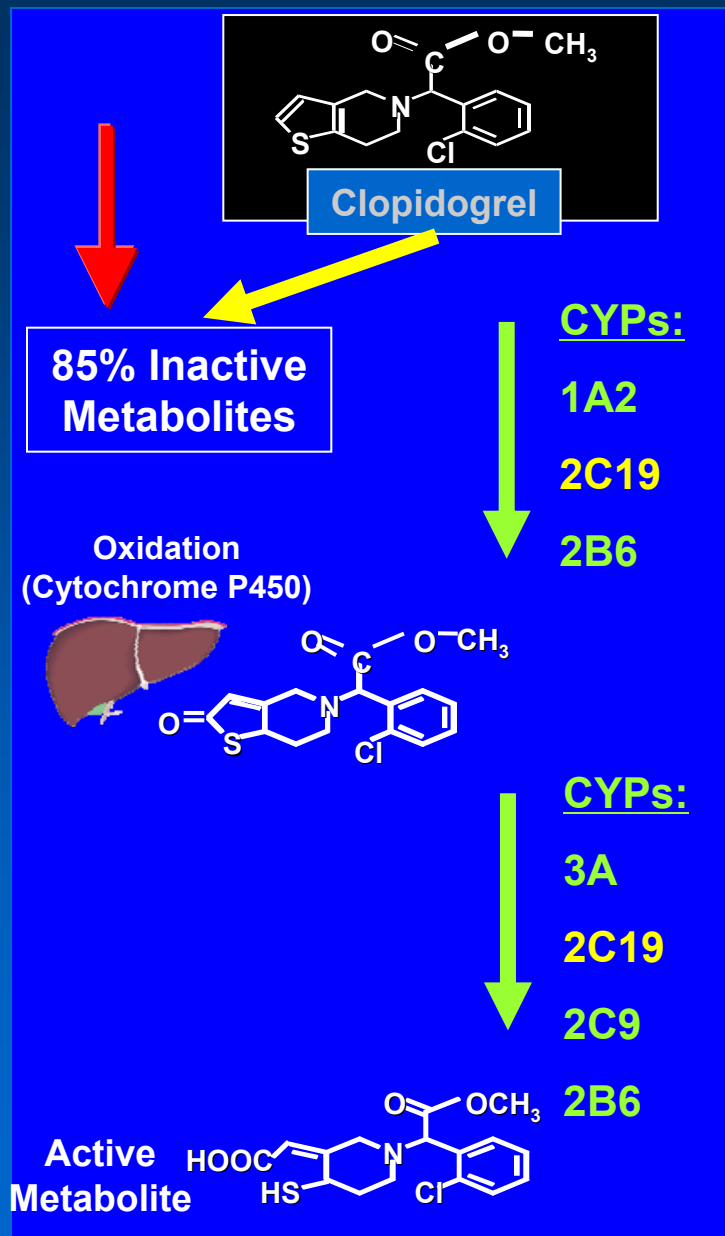 O
C
O
CH3
N
S
Cl
Clopidogrel
85% Inactive
Metabolites
CYPs:
1A2
2C19
2B6
Oxidation
(Cytochrome P450)
O
C
O
CH3
N
O
S
Cl
CYPs:
3A
2C19
2C9
2B6
Active
Metabolite
O
OCH3
HOOC
N
HS
Cl